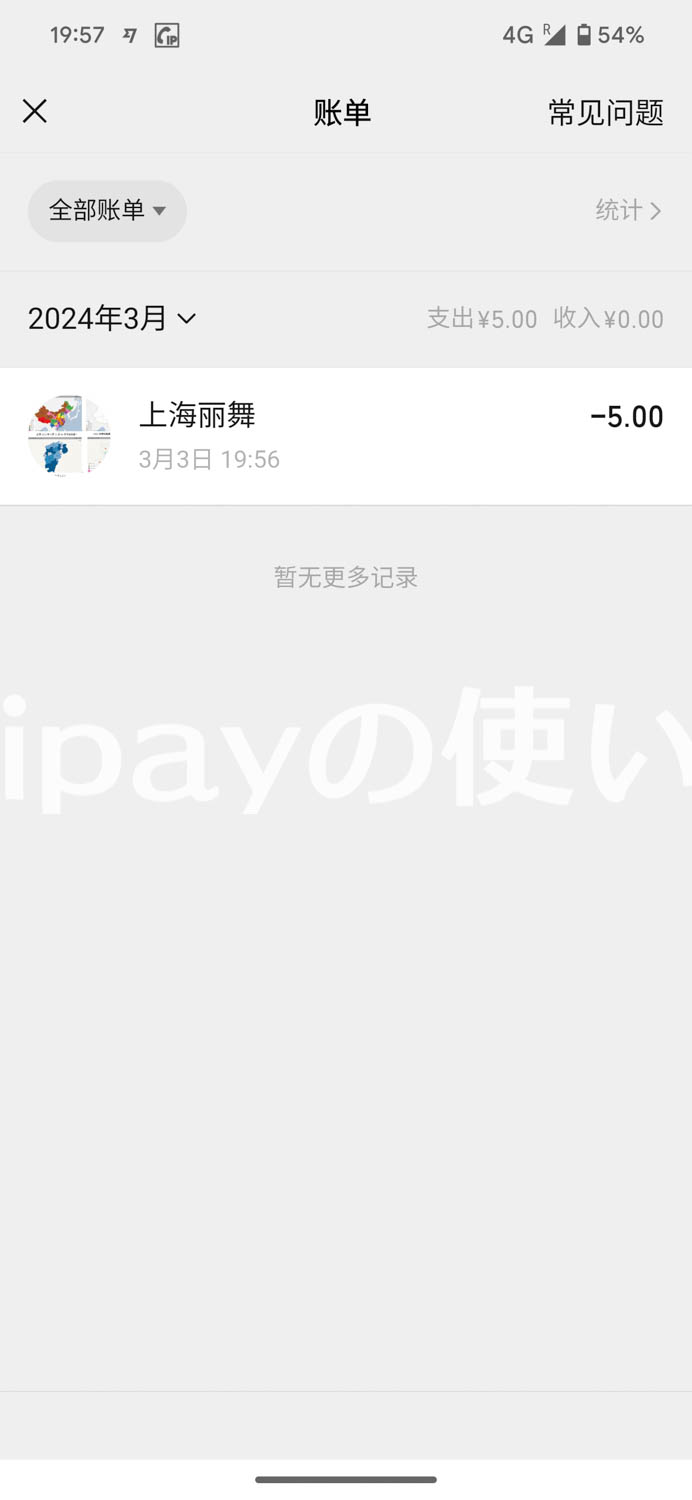 19:57
4G R 54%
账单
常见问题
全部账单
统计
2024年3月
支出¥5.00 收入¥0.00
上海丽舞
-5.00
3月3日 19:56
暂无更多记录
ipayの使い